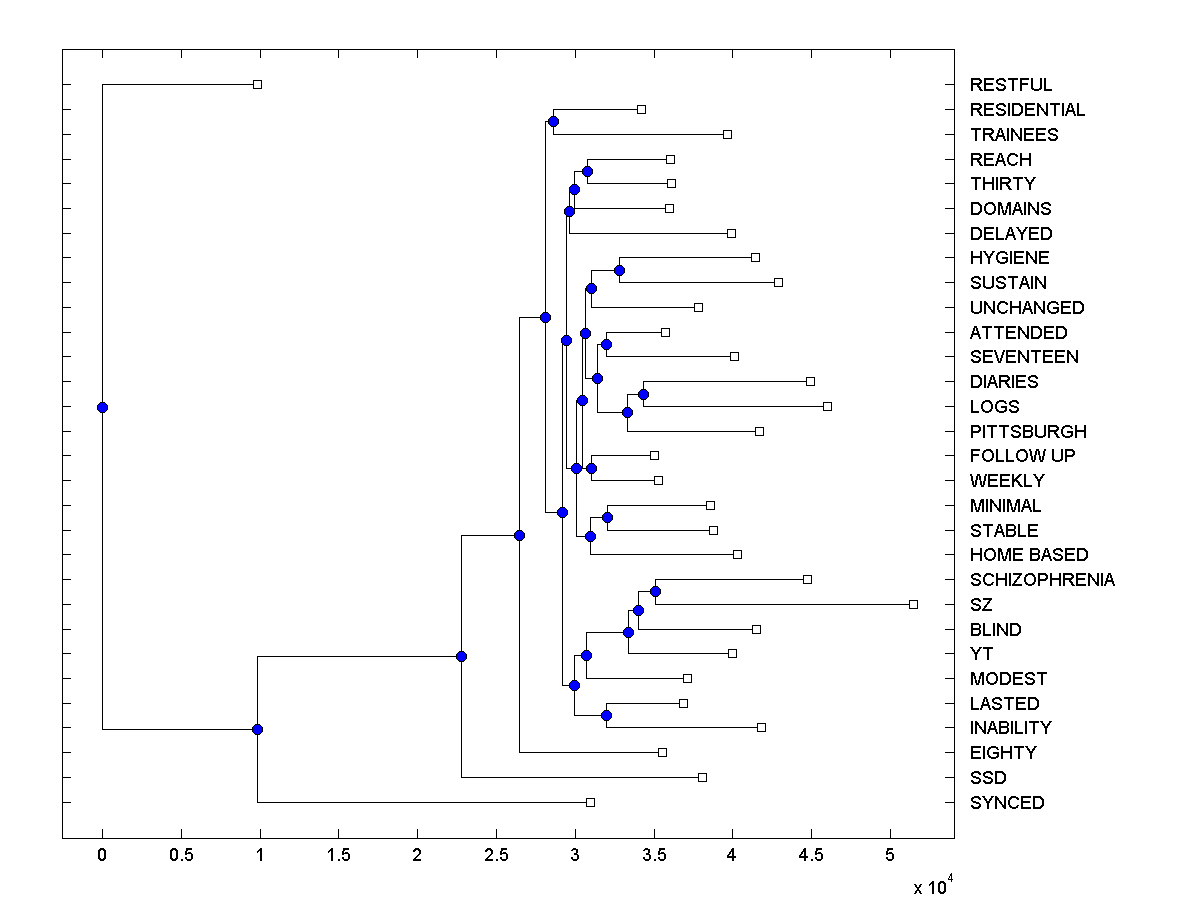 RESTFUL
RESIDENTIAL
TRAINEES
REACH
THIRTY
DOMAINS
DELAYED
HYGIENE
SUSTAIN
UNCHANGED
ATTENDED
SEVENTEEN
DIARIES
LOGS
PITTSBURGH
FOLLOW UP
WEEKLY
MINIMAL
STABLE
HOME BASED
SCHIZOPHRENIA
SZ
BLIND
YT
MODEST
LASTED
INABILITY
EIGHTY
SSD
SYNCED
0 0.5 1 1.5 2 2.5 3 3.5 4 4.5 5
x 10^4